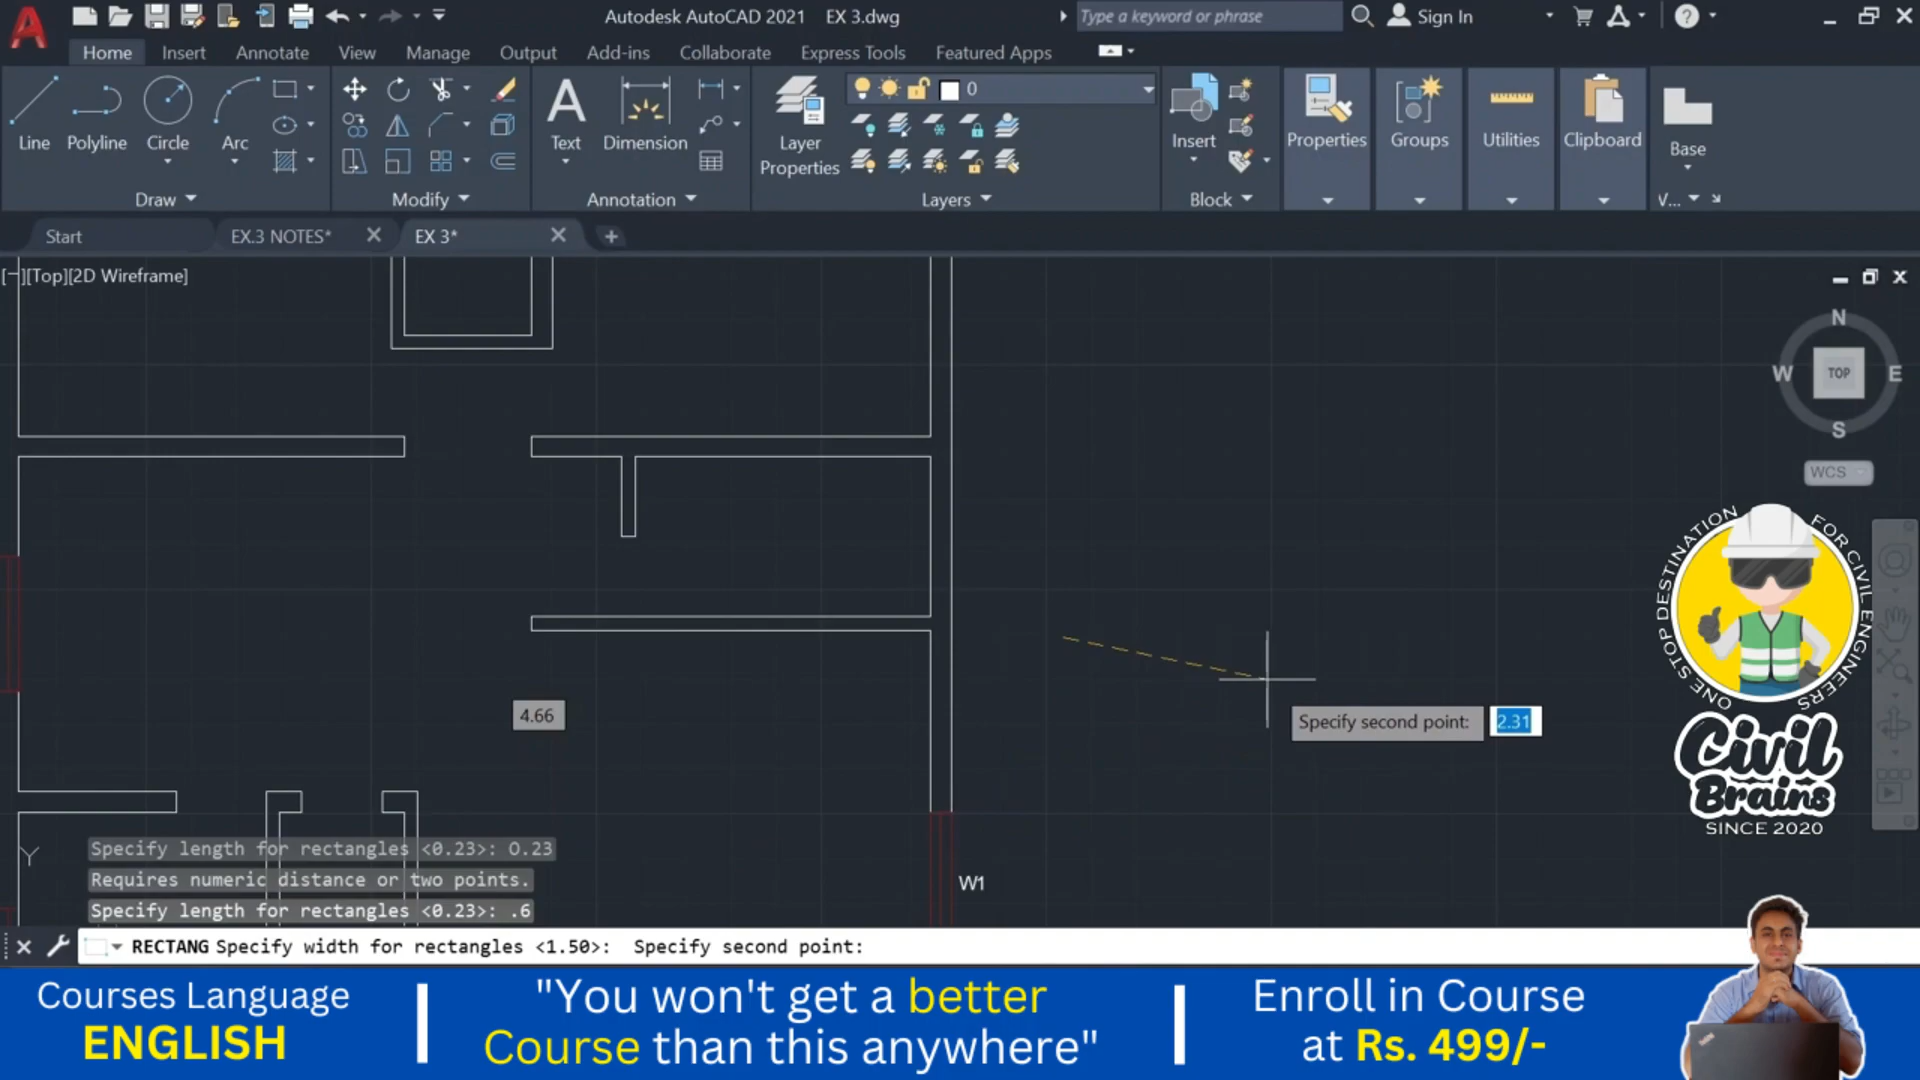 Autodesk AutoCAD 2021 EX 3.dwg
Type a keyword or phrase
Sign In
Home Insert Annotate View Manage Output Add-ins Collaborate Express Tools Featured Apps
Line Polyline Circle Arc
Text Dimension
Layer Properties
0
Insert
Properties Groups Utilities Clipboard Base
Draw Modify Annotation Layers Block V...
Start EX.3 NOTES* EX 3*
[−][Top][2D Wireframe]
N
W TOP E
S
WCS
ONE STOP DESTINATION FOR CIVIL ENGINEERS
Civil
Brains
SINCE 2020
4.66
Specify second point: 2.31
Y
W1
Specify length for rectangles <0.23>: O.23
Requires numeric distance or two points.
Specify length for rectangles <0.23>: .6
RECTANG Specify width for rectangles <1.50>: Specify second point:
Courses Language
ENGLISH
"You won't get a better
Course than this anywhere"
Enroll in Course
at Rs. 499/-